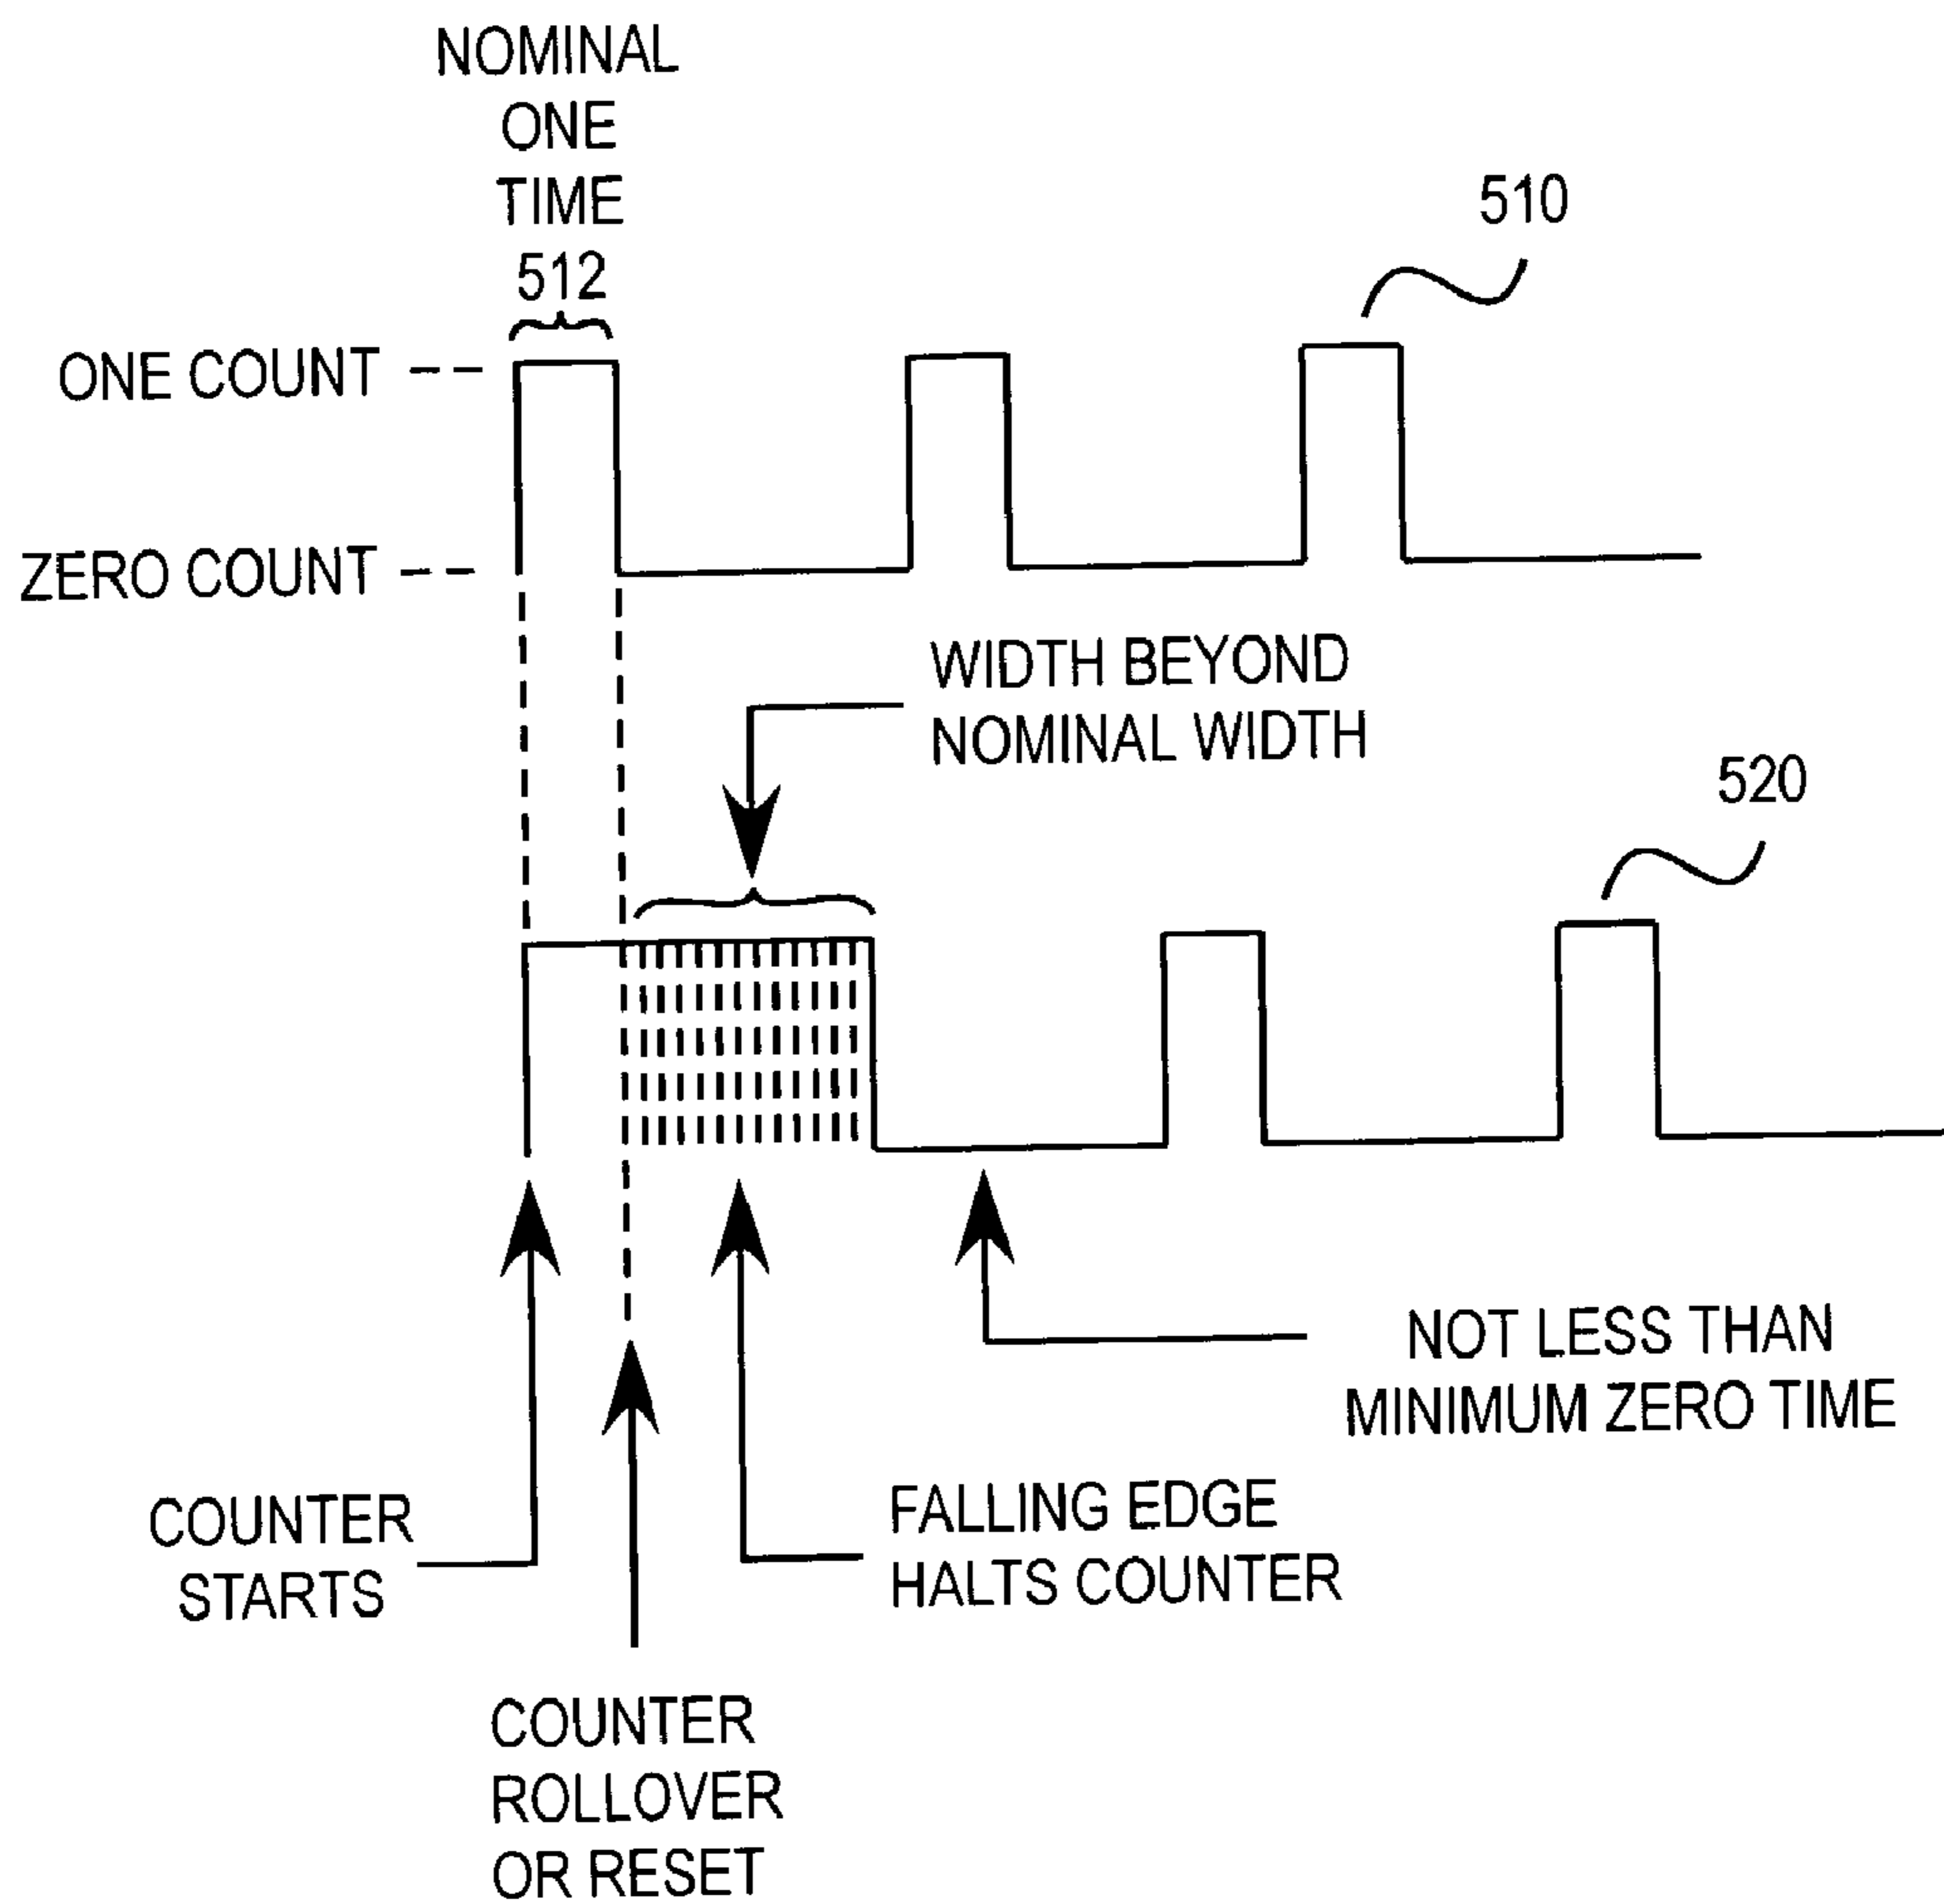 NOMINAL
ONE
TIME
512
510
ONE COUNT
ZERO COUNT
WIDTH BEYOND
NOMINAL WIDTH
520
NOT LESS THAN
MINIMUM ZERO TIME
COUNTER
STARTS
FALLING EDGE
HALTS COUNTER
COUNTER
ROLLOVER
OR RESET